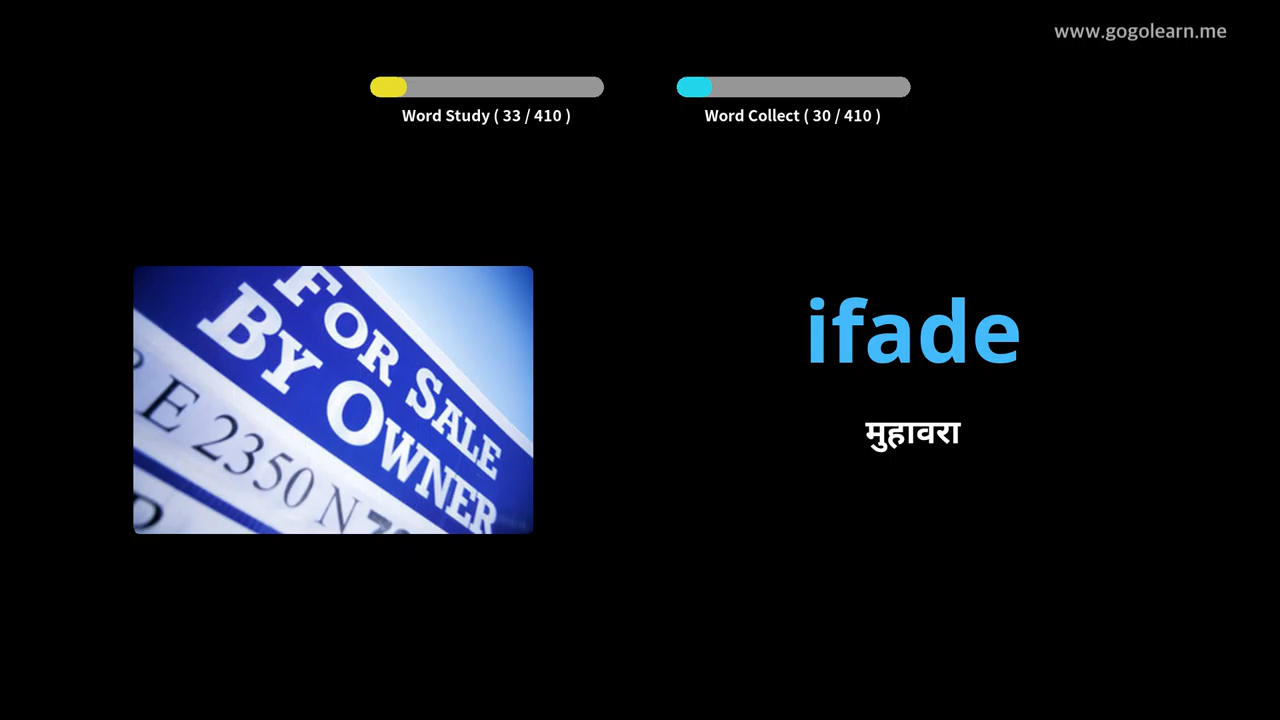 www.gogolearn.me
Word Study ( 33 / 410 )
Word Collect ( 30 / 410 )
FOR SALE
BY OWNER
E 2350 N
ifade
मुहावरा